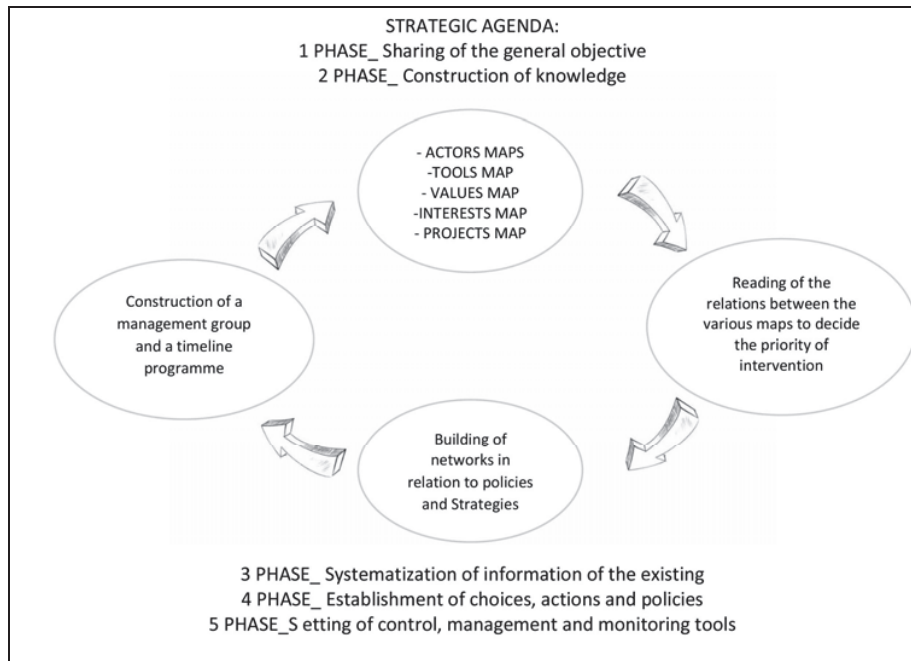 STRATEGIC AGENDA:
1 PHASE_ Sharing of the general objective
2 PHASE_ Construction of knowledge
- ACTORS MAPS
-TOOLS MAP
- VALUES MAP
-INTERESTS MAP
- PROJECTS MAP
Reading of the
relations between the
various maps to decide
the priority of
intervention
Building of
networks in
relation to policies
and Strategies
Construction of a
management group
and a timeline
programme
3 PHASE_ Systematization of information of the existing
4 PHASE_ Establishment of choices, actions and policies
5 PHASE_S etting of control, management and monitoring tools